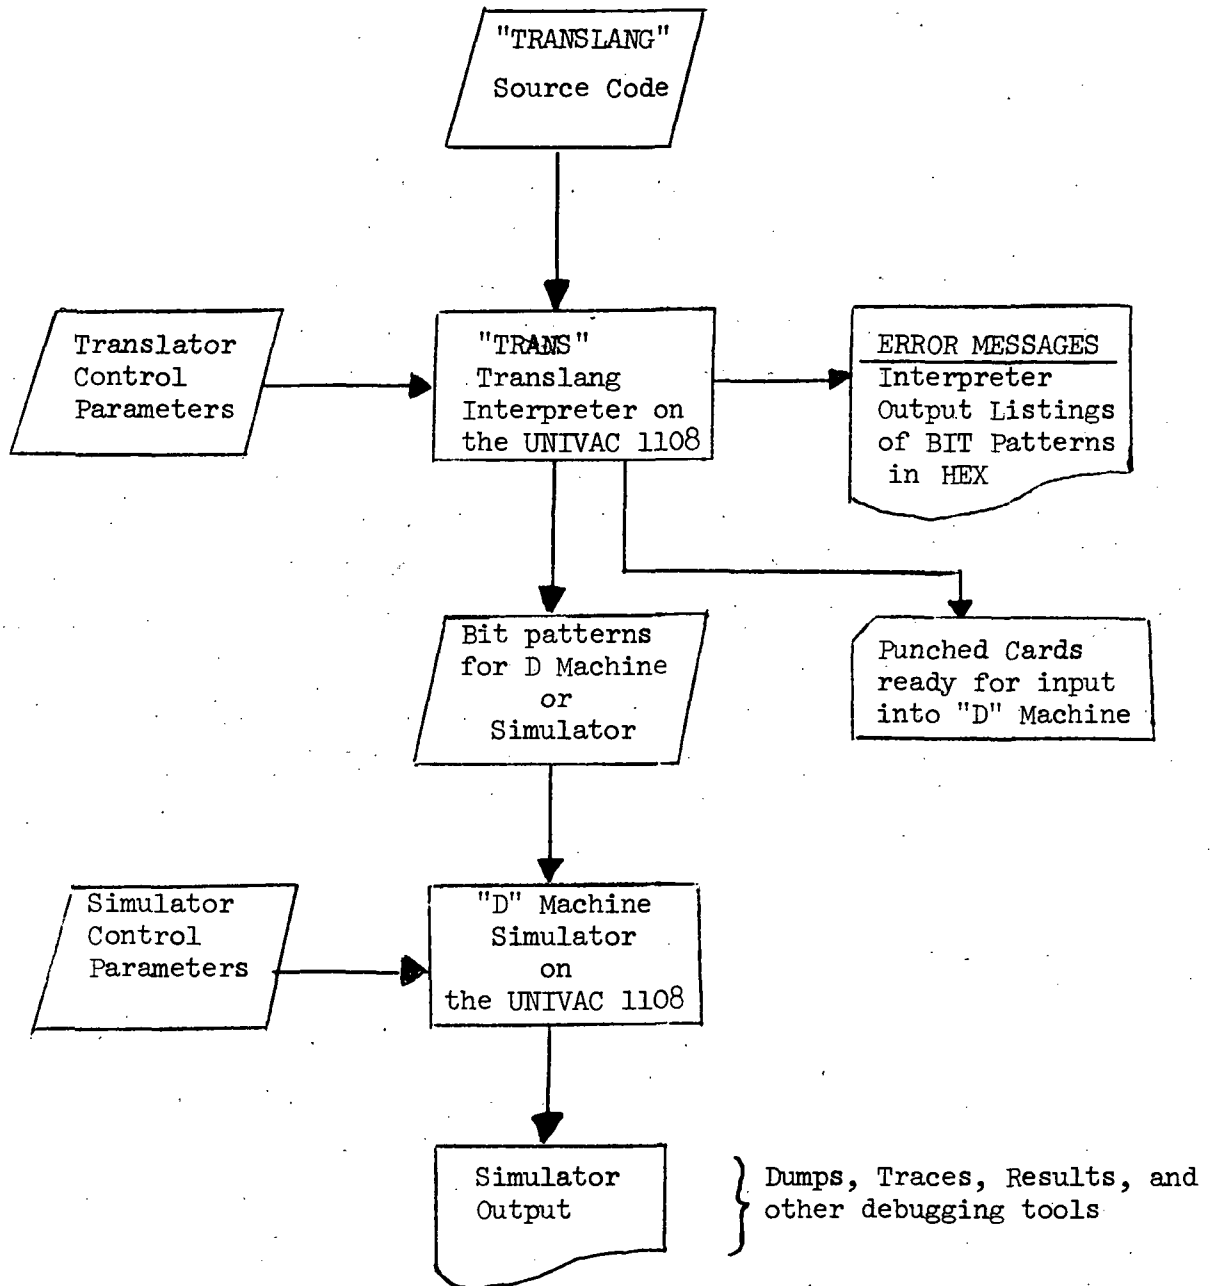 "TRANSLANG"
Source Code
Translator
Control
Parameters
"TRANS"
Translang
Interpreter on
the UNIVAC 1108
ERROR MESSAGES
Interpreter
Output Listings
of BIT Patterns
in HEX
Bit patterns
for D Machine
or
Simulator
Punched Cards
ready for input
into "D" Machine
Simulator
Control
Parameters
"D" Machine
Simulator
on
the UNIVAC 1108
Simulator
Output
Dumps, Traces, Results, and
other debugging tools